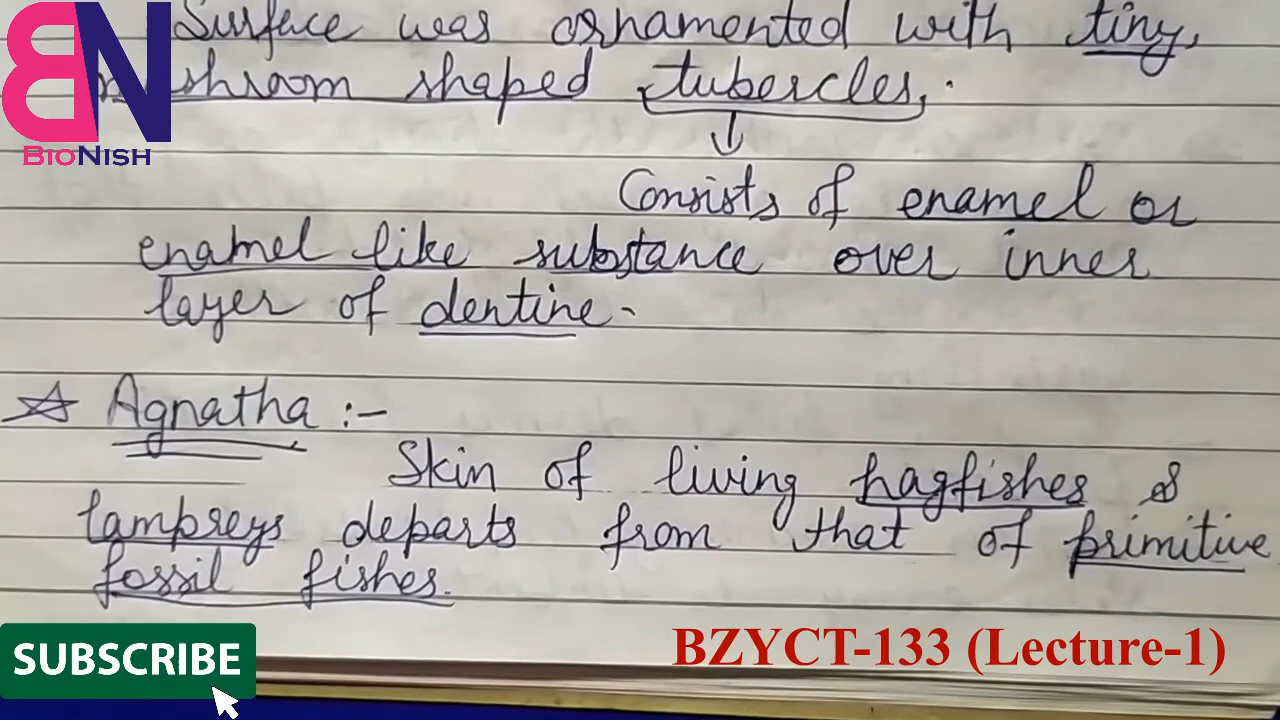 Surface was ornamented with tiny,
shroom shaped tubercles,.
Consists of enamel or
enamel like substance over inner
layer of dentine.
Agnatha :-
Skin of living hagfishes &
lampreys departs from that of primitive
fossil fishes.
BN
BIONISH
SUBSCRIBE
BZYCT-133 (Lecture-1)